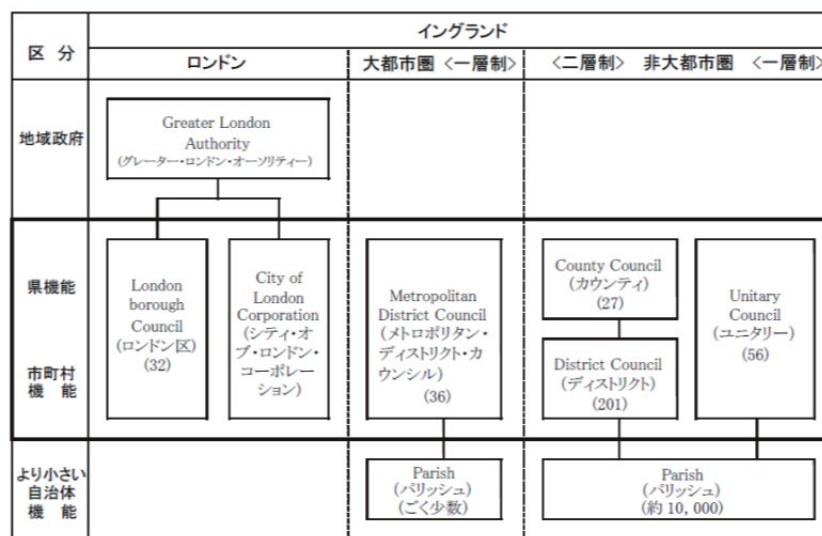 区 分
イングランド
ロンドン
大都市圏 <一層制>
<二層制> 非大都市圏 <一層制>
地域政府
Greater London
Authority
(グレーター・ロンドン・オーソリティー)
県機能
市町村
機 能
London
borough
Council
(ロンドン区)
(32)
City of
London
Corporation
(シティ・オ
ブ・ロンドン・
コーポレー
ション)
Metropolitan
District Council
(メトロポリタン・
ディストリクト・カ
ウンシル)
(36)
County Council
(カウンティ)
(27)
District Council
(ディストリクト)
(201)
Unitary
Council
(ユニタリー)
(56)
より小さい
自治体
機 能
Parish
(パリッシュ)
(ごく少数)
Parish
(パリッシュ)
(約 10, 000)